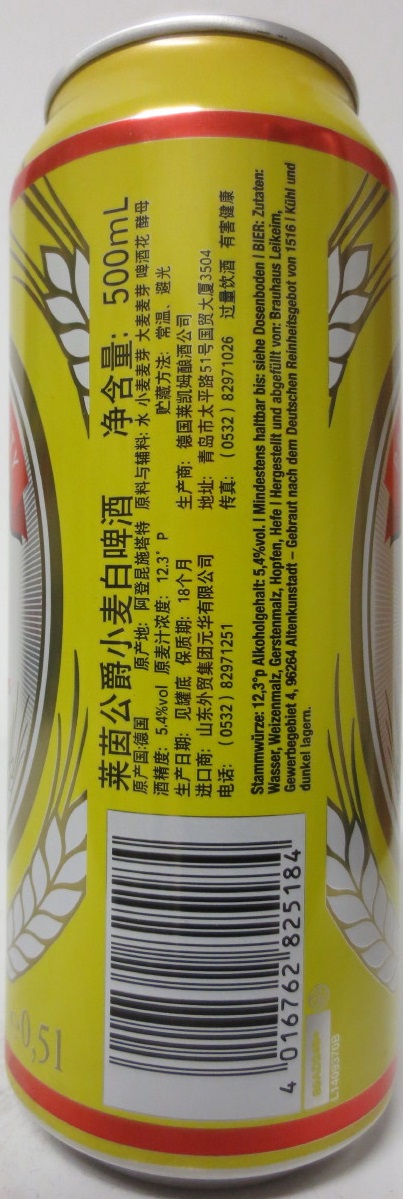 莱茵公爵小麦白啤酒 净含量: 500mL
原产国:德国 原产地: 阿登昆施塔特 原料与辅料: 水 小麦麦芽 大麦麦芽 啤酒花 酵母
酒精度: 5.4%vol 原麦汁浓度: 12.3°P 贮藏方法: 常温、避光
生产日期: 见罐底 保质期: 18个月 生产商: 德国莱凯姆酿酒公司
进口商: 山东外贸集团元华有限公司 地址: 青岛市太平路51号国贸大厦3504
电话: (0532) 82971251 传真: (0532) 82971026 过量饮酒 有害健康
Stammwürze: 12,3°p Alkoholgehalt: 5,4%vol. I Mindestens haltbar bis: siehe Dosenboden I BIER: Zutaten:
Wasser, Weizenmalz, Gerstenmalz, Hopfen, Hefe I Hergestellt und abgefüllt von: Brauhaus Leikeim,
Gewerbegebiet 4, 96264 Altenkunstadt – Gebraut nach dem Deutschen Reinheitsgebot von 1516 I Kühl und
dunkel lagern.
4 016762 825184
L1409370B
0,5l